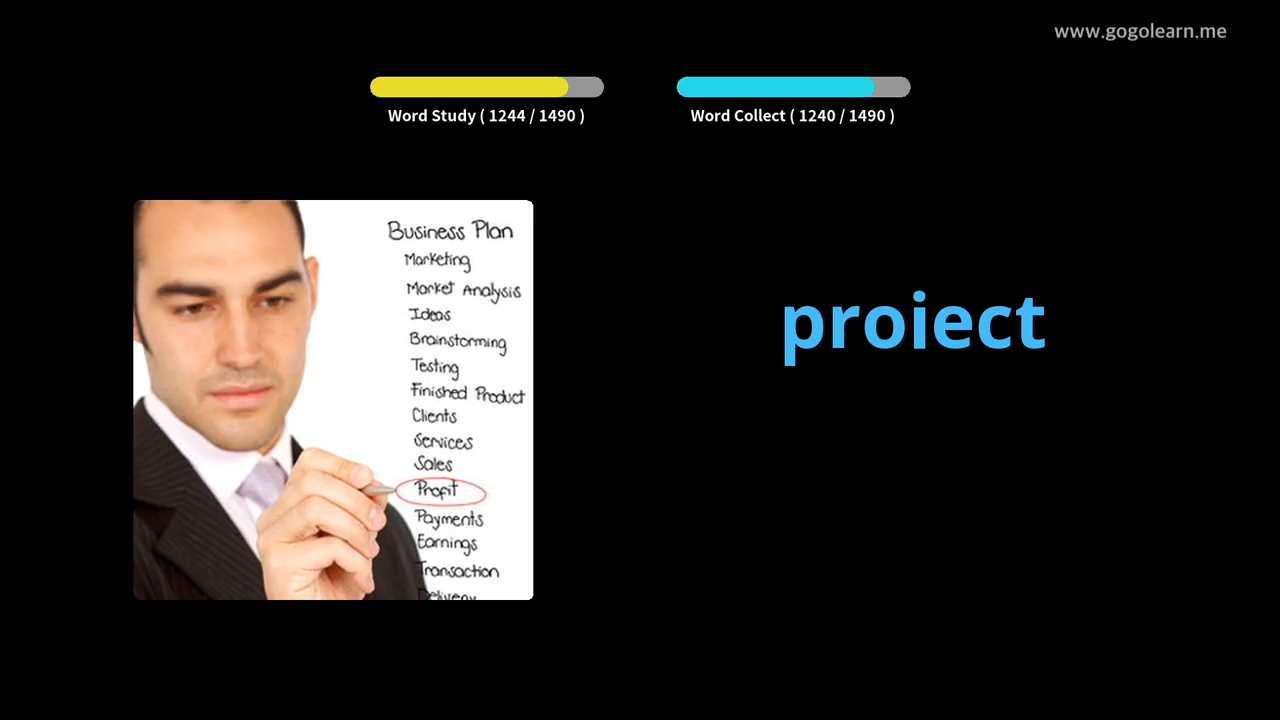 www.gogolearn.me
Word Study ( 1244 / 1490 )
Word Collect ( 1240 / 1490 )
Business Plan
Marketing
Market Analysis
Ideas
Brainstorming
Testing
Finished Product
Clients
Services
Sales
Profit
Payments
Earnings
Transaction
Delivery
proiect